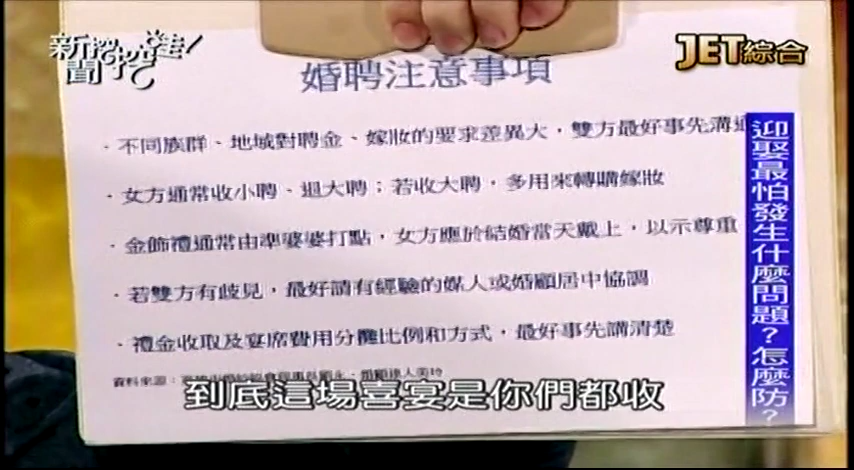 新聞挖挖哇!
JET綜合
婚聘注意事項
· 不同族群、地域對聘金、嫁妝的要求差異大，雙方最好事先溝通
· 女方通常收小聘、退大聘；若收大聘，多用來轉購嫁妝
· 金飾禮通常由準婆婆打點，女方應於結婚當天戴上，以示尊重
· 若雙方有歧見，最好請有經驗的媒人或婚顧居中協調
· 禮金收取及宴席費用分攤比例和方式，最好事先講清楚
資料來源：
到底這場喜宴是你們都收
迎娶最怕發生什麼問題？怎麼防？